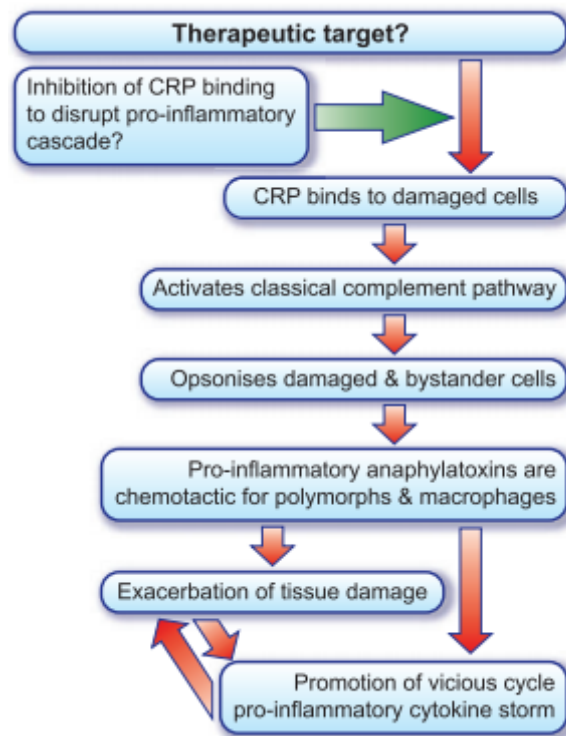 Therapeutic target?
Inhibition of CRP binding
to disrupt pro-inflammatory
cascade?
CRP binds to damaged cells
Activates classical complement pathway
Opsonises damaged & bystander cells
Pro-inflammatory anaphylatoxins are
chemotactic for polymorphs & macrophages
Exacerbation of tissue damage
Promotion of vicious cycle
pro-inflammatory cytokine storm